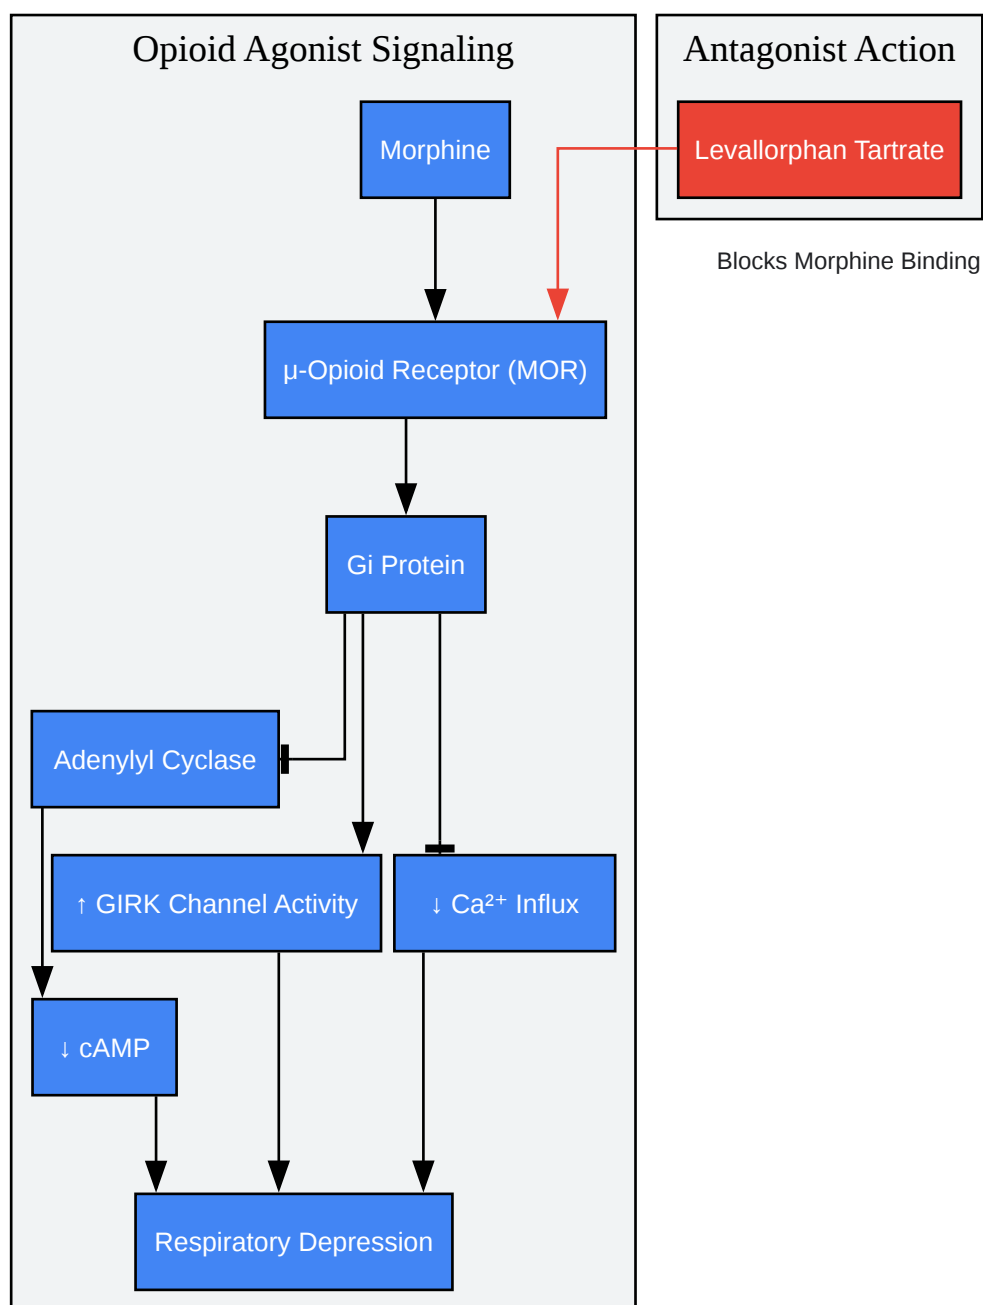 Opioid Agonist Signaling
Antagonist Action
Morphine
Levallorphan Tartrate
Blocks Morphine Binding
μ-Opioid Receptor (MOR)
Gi Protein
Adenylyl Cyclase
↑ GIRK Channel Activity
↓ Ca²⁺ Influx
↓ cAMP
Respiratory Depression